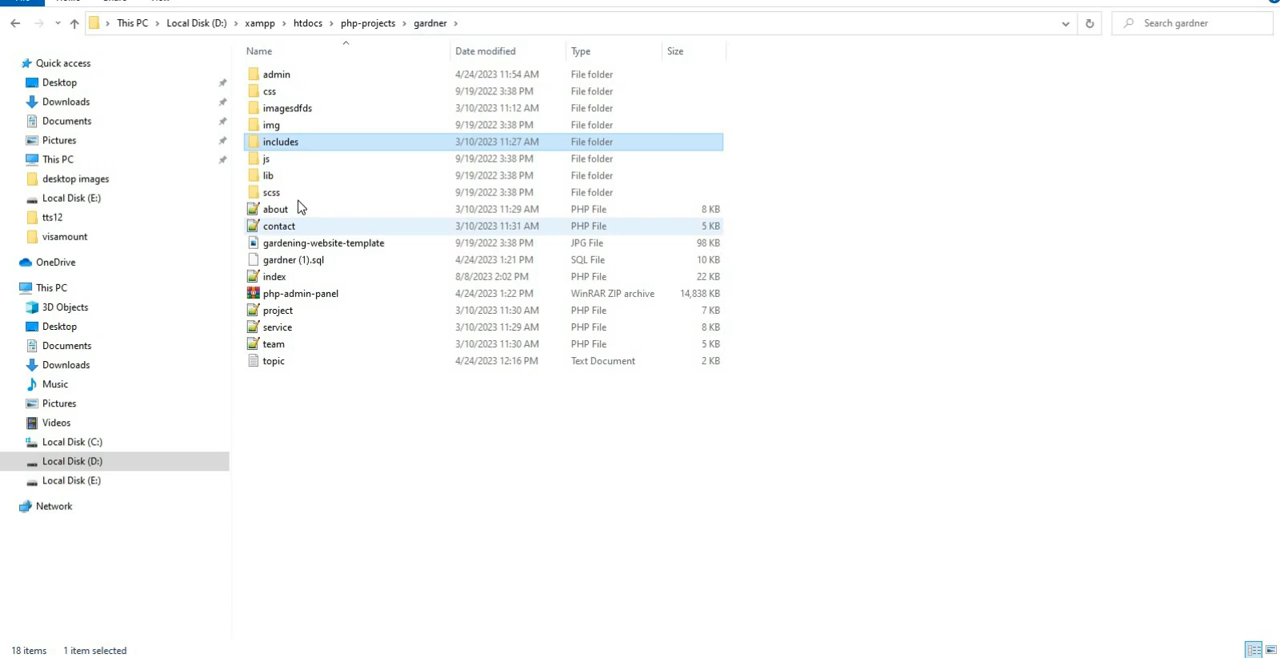 This PC > Local Disk (D:) > xampp > htdocs > php-projects > gardner >
Search gardner
Name Date modified Type Size
Quick access
Desktop
Downloads
Documents
Pictures
This PC
desktop images
Local Disk (E:)
tts12
visamount
OneDrive
This PC
3D Objects
Desktop
Documents
Downloads
Music
Pictures
Videos
Local Disk (C:)
Local Disk (D:)
Local Disk (E:)
Network
admin 4/24/2023 11:54 AM File folder
css 9/19/2022 3:38 PM File folder
imagesdfds 3/10/2023 11:12 AM File folder
img 9/19/2022 3:38 PM File folder
includes 3/10/2023 11:27 AM File folder
js 9/19/2022 3:38 PM File folder
lib 9/19/2022 3:38 PM File folder
scss 9/19/2022 3:38 PM File folder
about 3/10/2023 11:29 AM PHP File 8 KB
contact 3/10/2023 11:31 AM PHP File 5 KB
gardening-website-template 9/19/2022 3:38 PM JPG File 98 KB
gardner (1).sql 4/24/2023 1:21 PM SQL File 10 KB
index 8/8/2023 2:02 PM PHP File 22 KB
php-admin-panel 4/24/2023 1:22 PM WinRAR ZIP archive 14,838 KB
project 3/10/2023 11:30 AM PHP File 7 KB
service 3/10/2023 11:29 AM PHP File 8 KB
team 3/10/2023 11:30 AM PHP File 5 KB
topic 4/24/2023 12:16 PM Text Document 2 KB
18 items 1 item selected